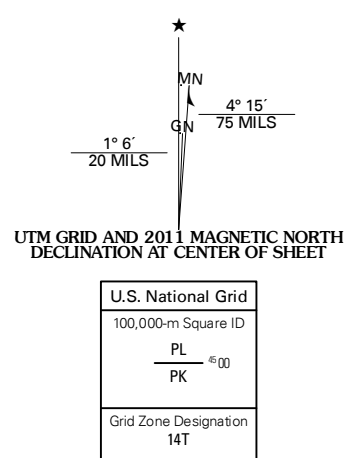 ★
MN
GN
4° 15´
75 MILS
1° 6´
20 MILS
UTM GRID AND 2011 MAGNETIC NORTH
DECLINATION AT CENTER OF SHEET
U.S. National Grid
100,000-m Square ID
PL
45 00
PK
Grid Zone Designation
14T